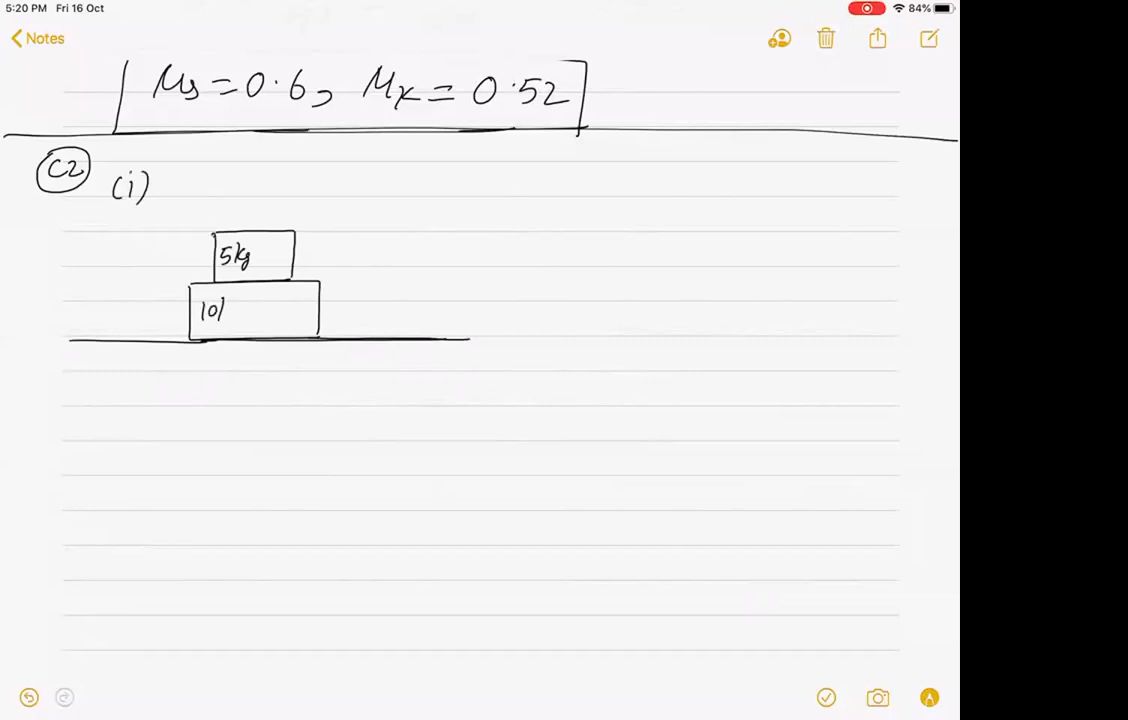 5:20 PM Fri 16 Oct
84%
Notes
μs = 0.6, μk = 0.52
C2 (i)
5kg
10